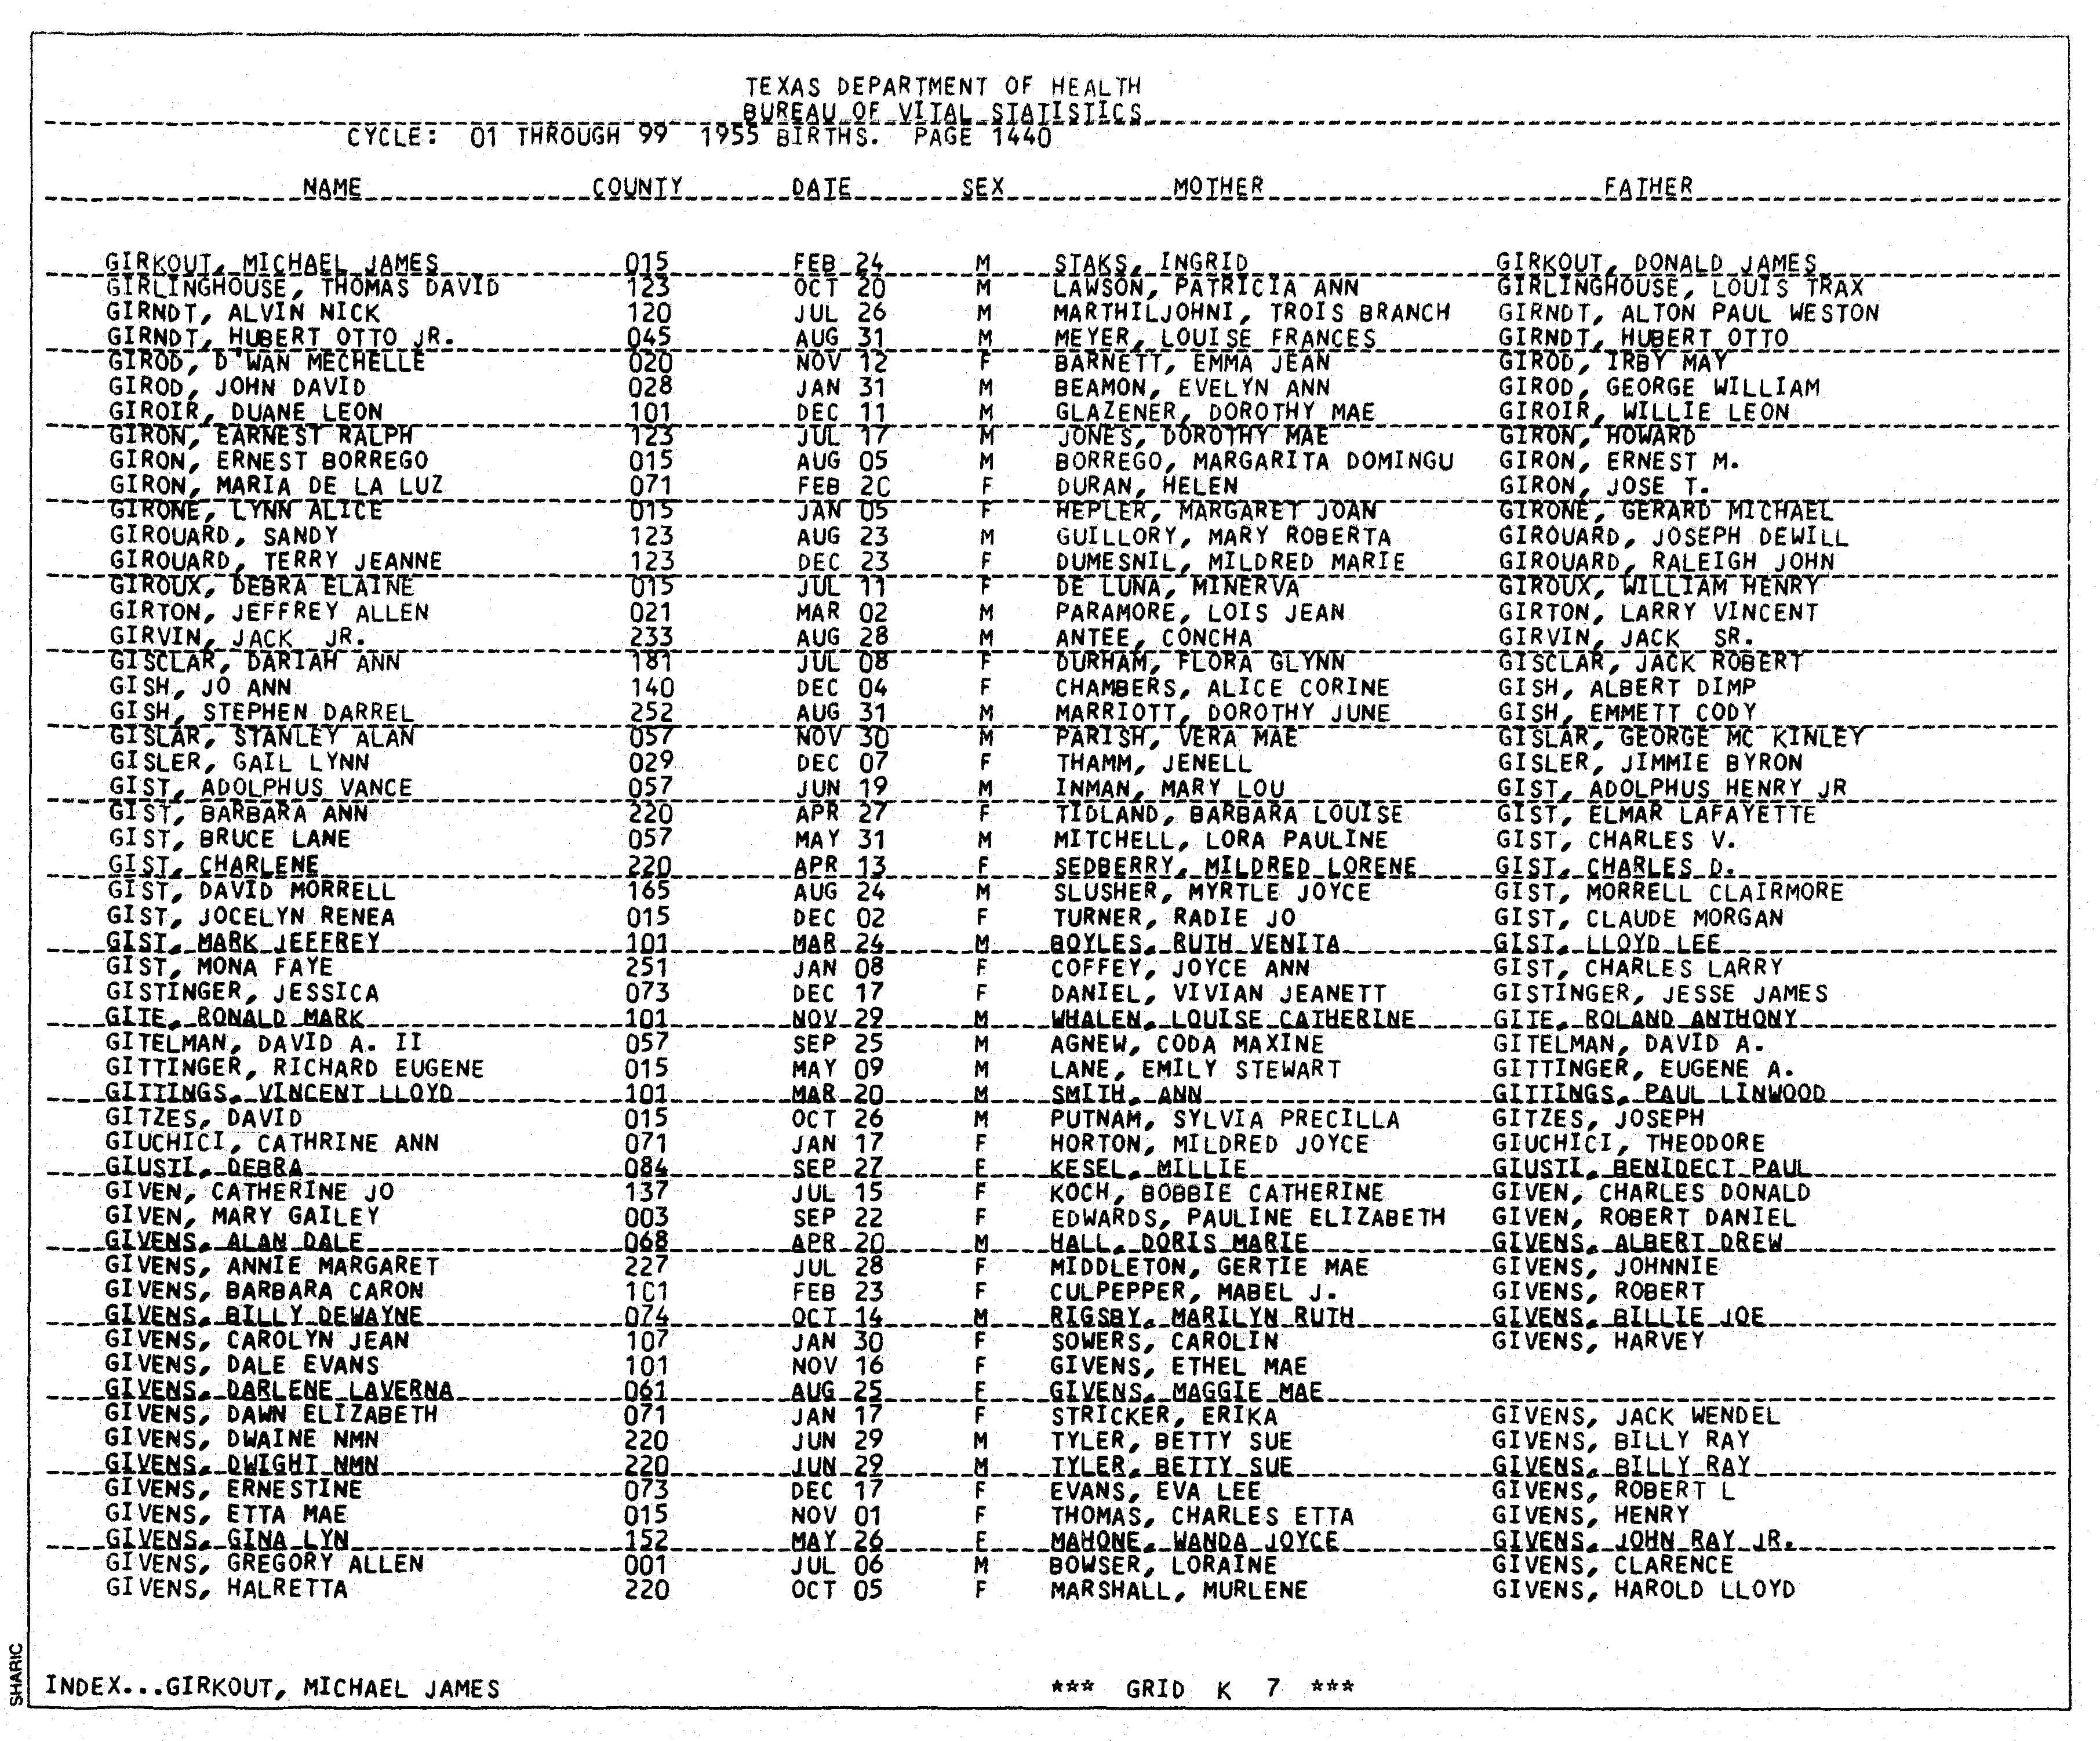 TEXAS DEPARTMENT OF HEALTH
BUREAU OF VITAL STATISTICS
CYCLE: 01 THROUGH 99 1955 BIRTHS. PAGE 1440
NAME COUNTY DATE SEX MOTHER FATHER
GIRKOUT, MICHAEL JAMES 015 FEB 24 M STAKS, INGRID GIRKOUT, DONALD JAMES
GIRLINGHOUSE, THOMAS DAVID 123 OCT 20 M LAWSON, PATRICIA ANN GIRLINGHOUSE, LOUIS TRAX
GIRNDT, ALVIN NICK 120 JUL 26 M MARTHILJOHNI, TROIS BRANCH GIRNDT, ALTON PAUL WESTON
GIRNDT, HUBERT OTTO JR. 045 AUG 31 M MEYER, LOUISE FRANCES GIRNDT, HUBERT OTTO
GIROD, D'WAN MECHELLE 020 NOV 12 F BARNETT, EMMA JEAN GIROD, IRBY MAY
GIROD, JOHN DAVID 028 JAN 31 M BEAMON, EVELYN ANN GIROD, GEORGE WILLIAM
GIROIR, DUANE LEON 101 DEC 11 M GLAZENER, DOROTHY MAE GIROIR, WILLIE LEON
GIRON, EARNEST RALPH 123 JUL 17 M JONES, DOROTHY MAE GIRON, HOWARD
GIRON, ERNEST BORREGO 015 AUG 05 M BORREGO, MARGARITA DOMINGU GIRON, ERNEST M.
GIRON, MARIA DE LA LUZ 071 FEB 2C F DURAN, HELEN GIRON, JOSE T.
GIRONE, LYNN ALICE 015 JAN 05 F HEPLER, MARGARET JOAN GIRONE, GERARD MICHAEL
GIROUARD, SANDY 123 AUG 23 M GUILLORY, MARY ROBERTA GIROUARD, JOSEPH DEWILL
GIROUARD, TERRY JEANNE 123 DEC 23 F DUMESNIL, MILDRED MARIE GIROUARD, RALEIGH JOHN
GIROUX, DEBRA ELAINE 015 JUL 11 F DE LUNA, MINERVA GIROUX, WILLIAM HENRY
GIRTON, JEFFREY ALLEN 021 MAR 02 M PARAMORE, LOIS JEAN GIRTON, LARRY VINCENT
GIRVIN, JACK JR. 233 AUG 28 M ANTEE, CONCHA GIRVIN, JACK SR.
GISCLAR, DARIAH ANN 181 JUL 08 F DURHAM, FLORA GLYNN GISCLAR, JACK ROBERT
GISH, JO ANN 140 DEC 04 F CHAMBERS, ALICE CORINE GISH, ALBERT DIMP
GISH, STEPHEN DARREL 252 AUG 31 M MARRIOTT, DOROTHY JUNE GISH, EMMETT CODY
GISLAR, STANLEY ALAN 057 NOV 30 M PARISH, VERA MAE GISLAR, GEORGE MC KINLEY
GISLER, GAIL LYNN 029 DEC 07 F THAMM, JENELL GISLER, JIMMIE BYRON
GIST, ADOLPHUS VANCE 057 JUN 19 M INMAN, MARY LOU GIST, ADOLPHUS HENRY JR
GIST, BARBARA ANN 220 APR 27 F TIDLAND, BARBARA LOUISE GIST, ELMAR LAFAYETTE
GIST, BRUCE LANE 057 MAY 31 M MITCHELL, LORA PAULINE GIST, CHARLES V.
GIST, CHARLENE 220 APR 13 F SEDBERRY, MILDRED LORENE GIST, CHARLES D.
GIST, DAVID MORRELL 165 AUG 24 M SLUSHER, MYRTLE JOYCE GIST, MORRELL CLAIRMORE
GIST, JOCELYN RENEA 015 DEC 02 F TURNER, RADIE JO GIST, CLAUDE MORGAN
GIST, MARK JEFFREY 101 MAR 24 M BOYLES, RUTH VENITA GIST, LLOYD LEE
GIST, MONA FAYE 251 JAN 08 F COFFEY, JOYCE ANN GIST, CHARLES LARRY
GISTINGER, JESSICA 073 DEC 17 F DANIEL, VIVIAN JEANETT GISTINGER, JESSE JAMES
GITE, RONALD MARK 101 NOV 29 M WHALEN, LOUISE CATHERINE GITE, ROLAND ANTHONY
GITELMAN, DAVID A. II 057 SEP 25 M AGNEW, CODA MAXINE GITELMAN, DAVID A.
GITTINGER, RICHARD EUGENE 015 MAY 09 M LANE, EMILY STEWART GITTINGER, EUGENE A.
GITTINGS, VINCENT LLOYD 101 MAR 20 M SMITH, ANN GITTINGS, PAUL LINWOOD
GITZES, DAVID 015 OCT 26 M PUTNAM, SYLVIA PRECILLA GITZES, JOSEPH
GIUCHICI, CATHRINE ANN 071 JAN 17 F HORTON, MILDRED JOYCE GIUCHICI, THEODORE
GIUSTI, DEBRA 084 SEP 27 F KESEL, MILLIE GIUSTI, BENIDECT PAUL
GIVEN, CATHERINE JO 137 JUL 15 F KOCH, BOBBIE CATHERINE GIVEN, CHARLES DONALD
GIVEN, MARY GAILEY 003 SEP 22 F EDWARDS, PAULINE ELIZABETH GIVEN, ROBERT DANIEL
GIVENS, ALAN DALE 068 APR 20 M HALL, DORIS MARIE GIVENS, ALBERT DREW
GIVENS, ANNIE MARGARET 227 JUL 28 F MIDDLETON, GERTIE MAE GIVENS, JOHNNIE
GIVENS, BARBARA CARON 1C1 FEB 23 F CULPEPPER, MABEL J. GIVENS, ROBERT
GIVENS, BILLY DEWAYNE 074 OCT 14 M RIGSBY, MARILYN RUTH GIVENS, BILLIE JOE
GIVENS, CAROLYN JEAN 107 JAN 30 F SOWERS, CAROLIN GIVENS, HARVEY
GIVENS, DALE EVANS 101 NOV 16 F GIVENS, ETHEL MAE
GIVENS, DARLENE LAVERNA 061 AUG 25 F GIVENS, MAGGIE MAE
GIVENS, DAWN ELIZABETH 071 JAN 17 F STRICKER, ERIKA GIVENS, JACK WENDEL
GIVENS, DWAINE NMN 220 JUN 29 M TYLER, BETTY SUE GIVENS, BILLY RAY
GIVENS, DWIGHT NMN 220 JUN 29 M TYLER, BETTY SUE GIVENS, BILLY RAY
GIVENS, ERNESTINE 073 DEC 17 F EVANS, EVA LEE GIVENS, ROBERT L
GIVENS, ETTA MAE 015 NOV 01 F THOMAS, CHARLES ETTA GIVENS, HENRY
GIVENS, GINA LYN 152 MAY 26 F MAHONE, WANDA JOYCE GIVENS, JOHN RAY JR.
GIVENS, GREGORY ALLEN 001 JUL 06 M BOWSER, LORAINE GIVENS, CLARENCE
GIVENS, HALRETTA 220 OCT 05 F MARSHALL, MURLENE GIVENS, HAROLD LLOYD
INDEX...GIRKOUT, MICHAEL JAMES *** GRID K 7 ***
SHARIC